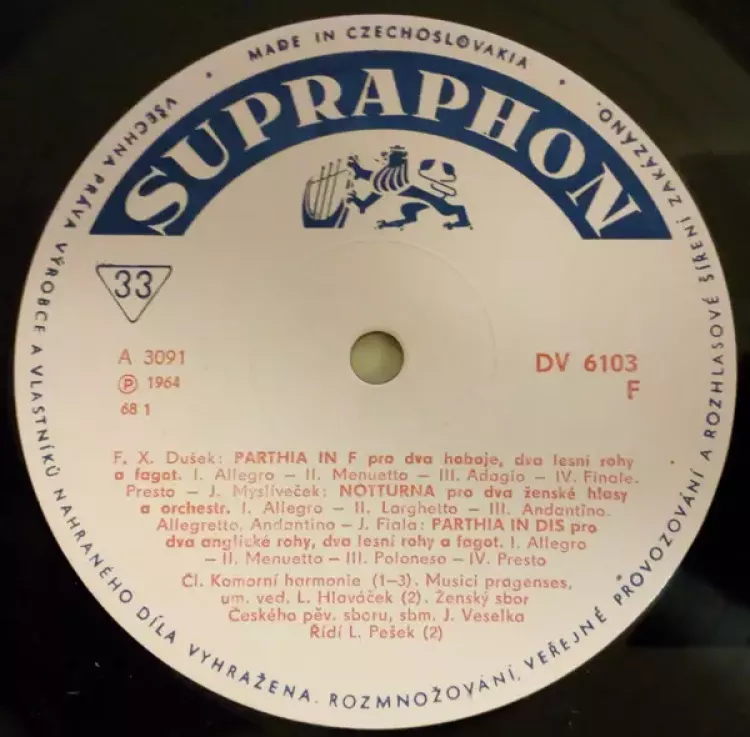 MADE IN CZECHOSLOVAKIA
SUPRAPHON
33
A 3091
Ⓟ 1964
68 1
DV 6103
F
F. X. Dušek: PARTHIA IN F pro dva hoboje, dva lesní rohy
a fagot. I. Allegro – II. Menuetto – III. Adagio – IV. Finale.
Presto – J. Mysliveček: NOTTURNA pro dva ženské hlasy
a orchestr. I. Allegro – II. Larghetto – III. Andantino.
Allegretto. Andantino – J. Fiala: PARTHIA IN DIS pro
dva anglické rohy, dva lesní rohy a fagot. I. Allegro
– II. Menuetto – III. Polonese – IV. Presto
Čl. Komorní harmonie (1–3). Musici pragenses,
um. ved. L. Hlaváček (2). Ženský sbor
Českého pěv. sboru, sbm. J. Veselka
Řídí L. Pešek (2)
VŠECHNA PRÁVA VÝROBCE A VLASTNÍKŮ NAHRANÉHO DÍLA VYHRAŽENA. ROZMNOŽOVÁNÍ, VEŘEJNÉ PROVOZOVÁNÍ A ROZHLASOVÉ ŠÍŘENÍ ZAKÁZÁNO.